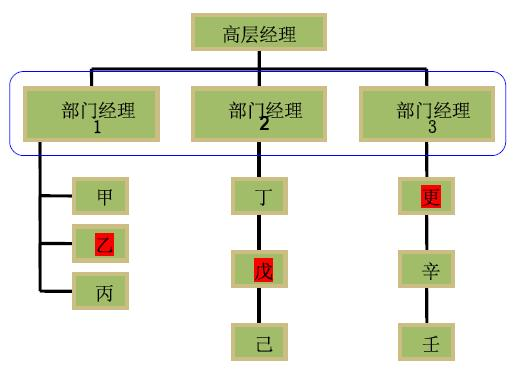 高层经理
部门经理 部门经理 部门经理
1 2 3
甲 丁 更
乙 戊 辛
丙 己 壬